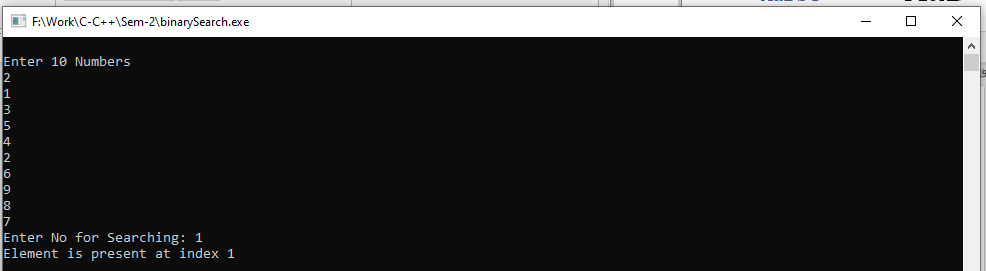 F:\Work\C-C++\Sem-2\binarySearch.exe
Enter 10 Numbers
2
1
3
5
4
2
6
9
8
7
Enter No for Searching: 1
Element is present at index 1